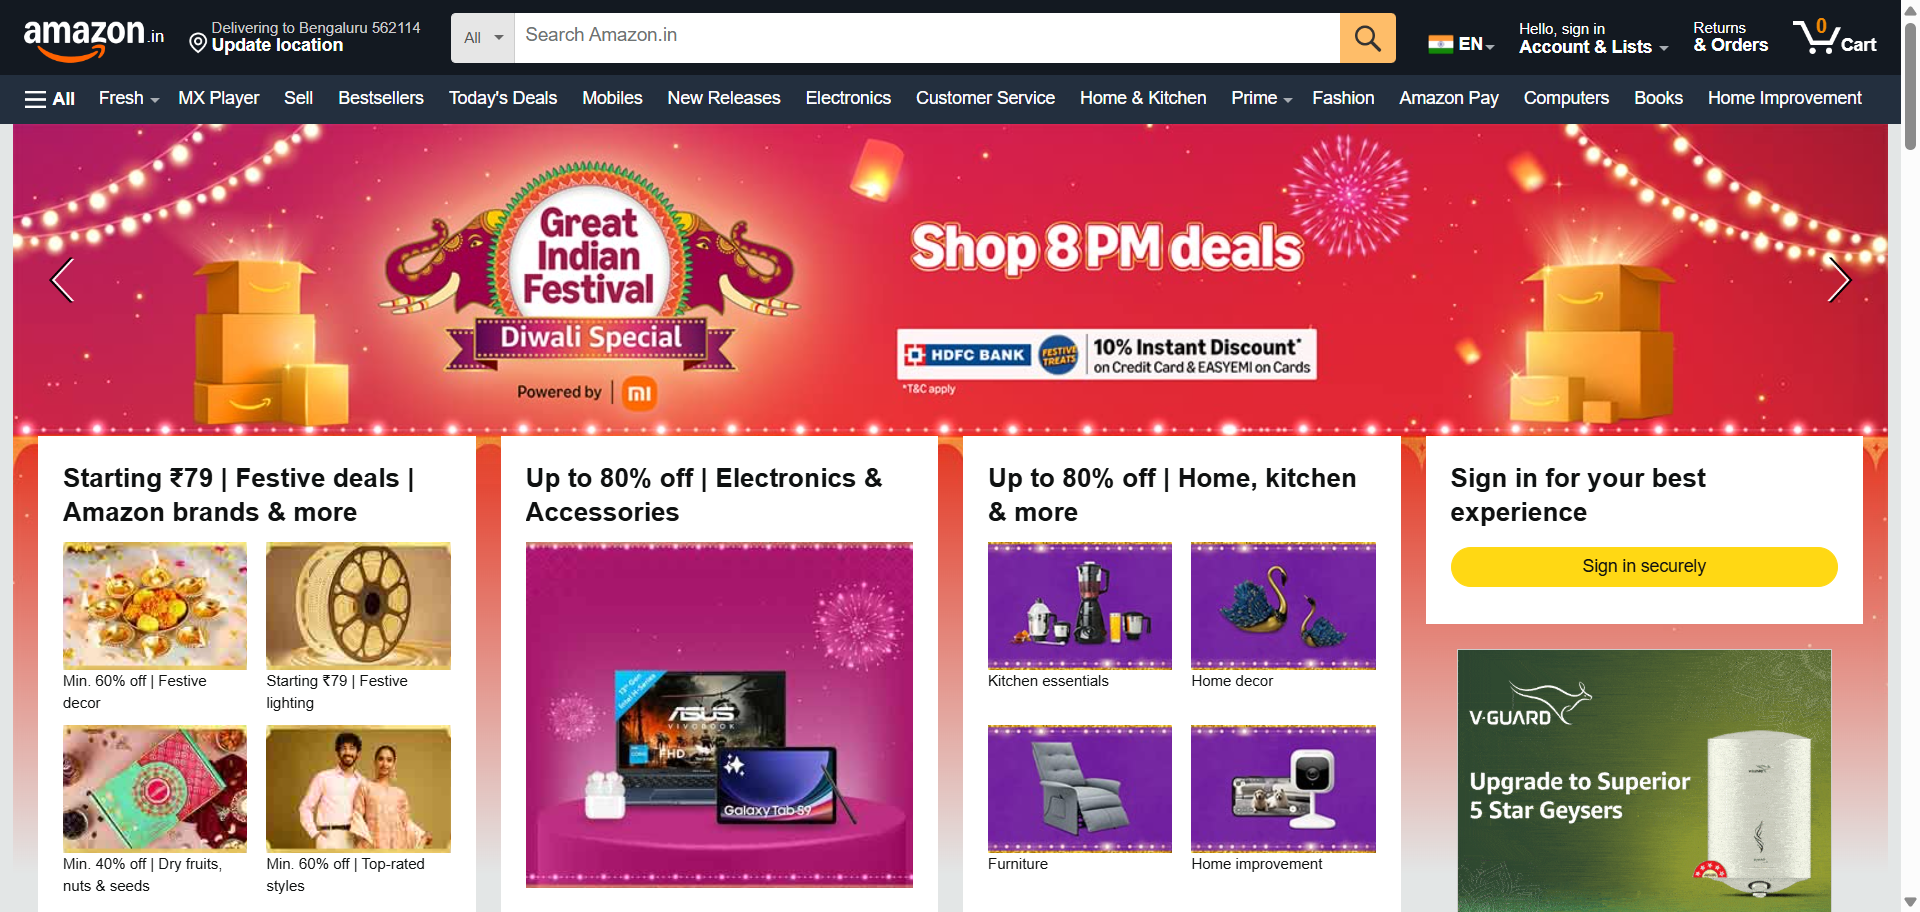 amazon.in
Delivering to Bengaluru 562114
Update location
All
Search Amazon.in
EN
Hello, sign in
Account & Lists
Returns
& Orders
0
Cart
All
Fresh
MX Player
Sell
Bestsellers
Today's Deals
Mobiles
New Releases
Electronics
Customer Service
Home & Kitchen
Prime
Fashion
Amazon Pay
Computers
Books
Home Improvement
Great
Indian
Festival
Diwali Special
Powered by | mi
Shop 8 PM deals
HDFC BANK
FESTIVE
TREATS
10% Instant Discount*
on Credit Card & EASYEMI on Cards
*T&C apply
Starting ₹79 | Festive deals |
Amazon brands & more
Min. 60% off | Festive
decor
Starting ₹79 | Festive
lighting
Min. 40% off | Dry fruits,
nuts & seeds
Min. 60% off | Top-rated
styles
Up to 80% off | Electronics &
Accessories
13th Gen
Intel H-Series
ASUS
VIVOBOOK
FHD
Galaxy Tab S9
Up to 80% off | Home, kitchen
& more
Kitchen essentials
Home decor
Furniture
Home improvement
Sign in for your best
experience
Sign in securely
V-GUARD
Upgrade to Superior
5 Star Geysers